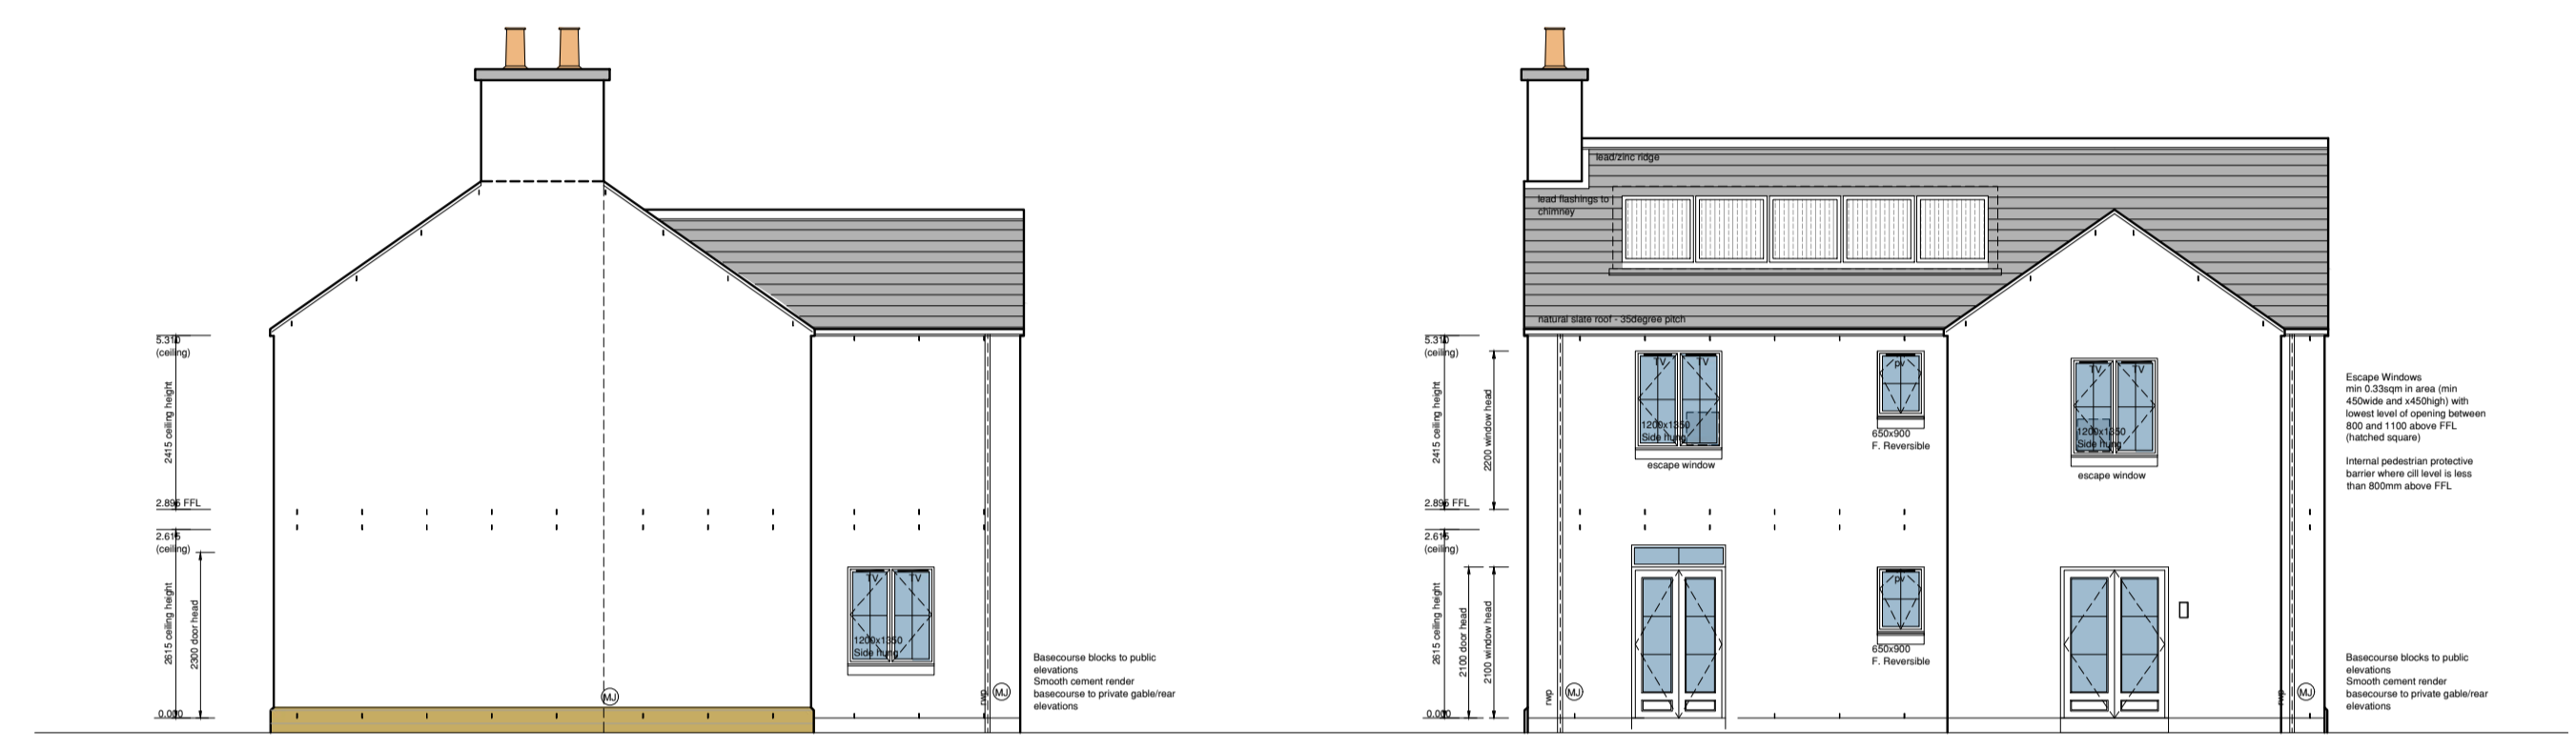 5.310
(ceiling)
2415 ceiling height
2.895 FFL
2.615
(ceiling)
2615 ceiling height
2300 door head
0.000
MJ
TV TV
1200x1350
Side hung
rwp
MJ
Basecourse blocks to public
elevations
Smooth cement render
basecourse to private gable/rear
elevations
lead/zinc ridge
lead flashings to
chimney
natural slate roof - 35degree pitch
5.310
(ceiling)
2415 ceiling height
2200 window head
2.895 FFL
2.615
(ceiling)
2615 ceiling height
2100 door head
2100 window head
0.000
TV TV
1200x1350
Side hung
escape window
pv
650x900
F. Reversible
TV TV
1200x1350
Side hung
escape window
pv
650x900
F. Reversible
rwp
MJ
rwp
MJ
Escape Windows
min 0.33sqm in area (min
450wide and x450high) with
lowest level of opening between
800 and 1100 above FFL
(hatched square)
Internal pedestrian protective
barrier where cill level is less
than 800mm above FFL
Basecourse blocks to public
elevations
Smooth cement render
basecourse to private gable/rear
elevations